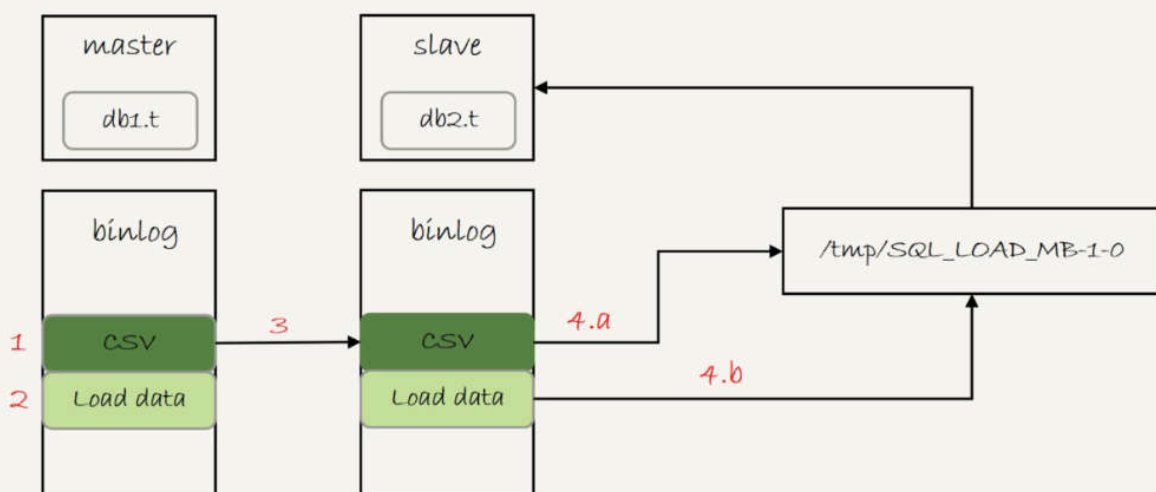 master
slave
db1.t
db2.t
binlog
binlog
/tmp/SQL_LOAD_MB-1-0
1
CSV
3
CSV
4.a
2
Load data
Load data
4.b